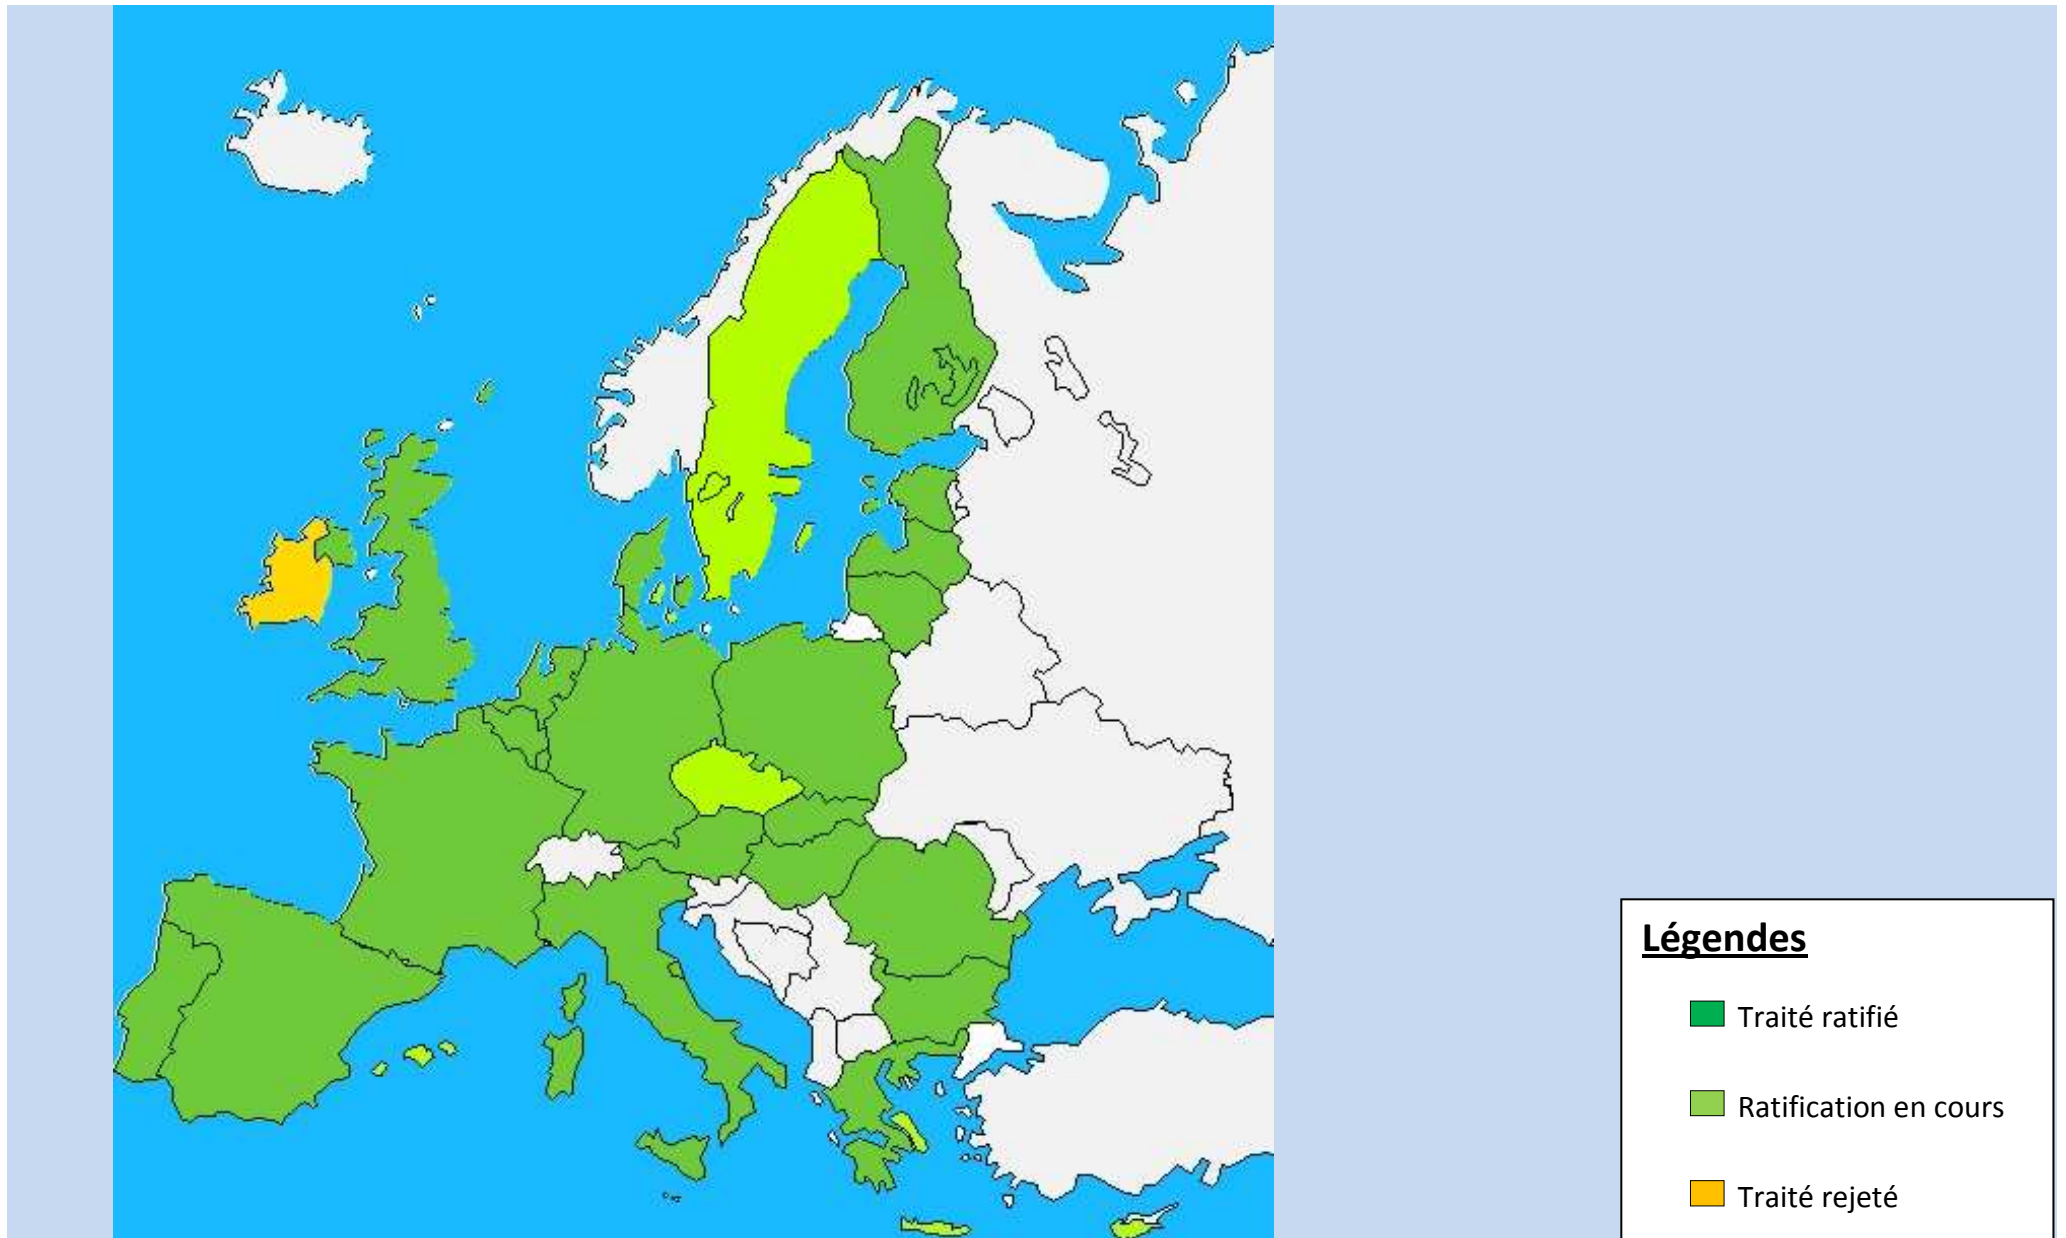 Légendes
Traité ratifié
Ratification en cours
Traité rejeté